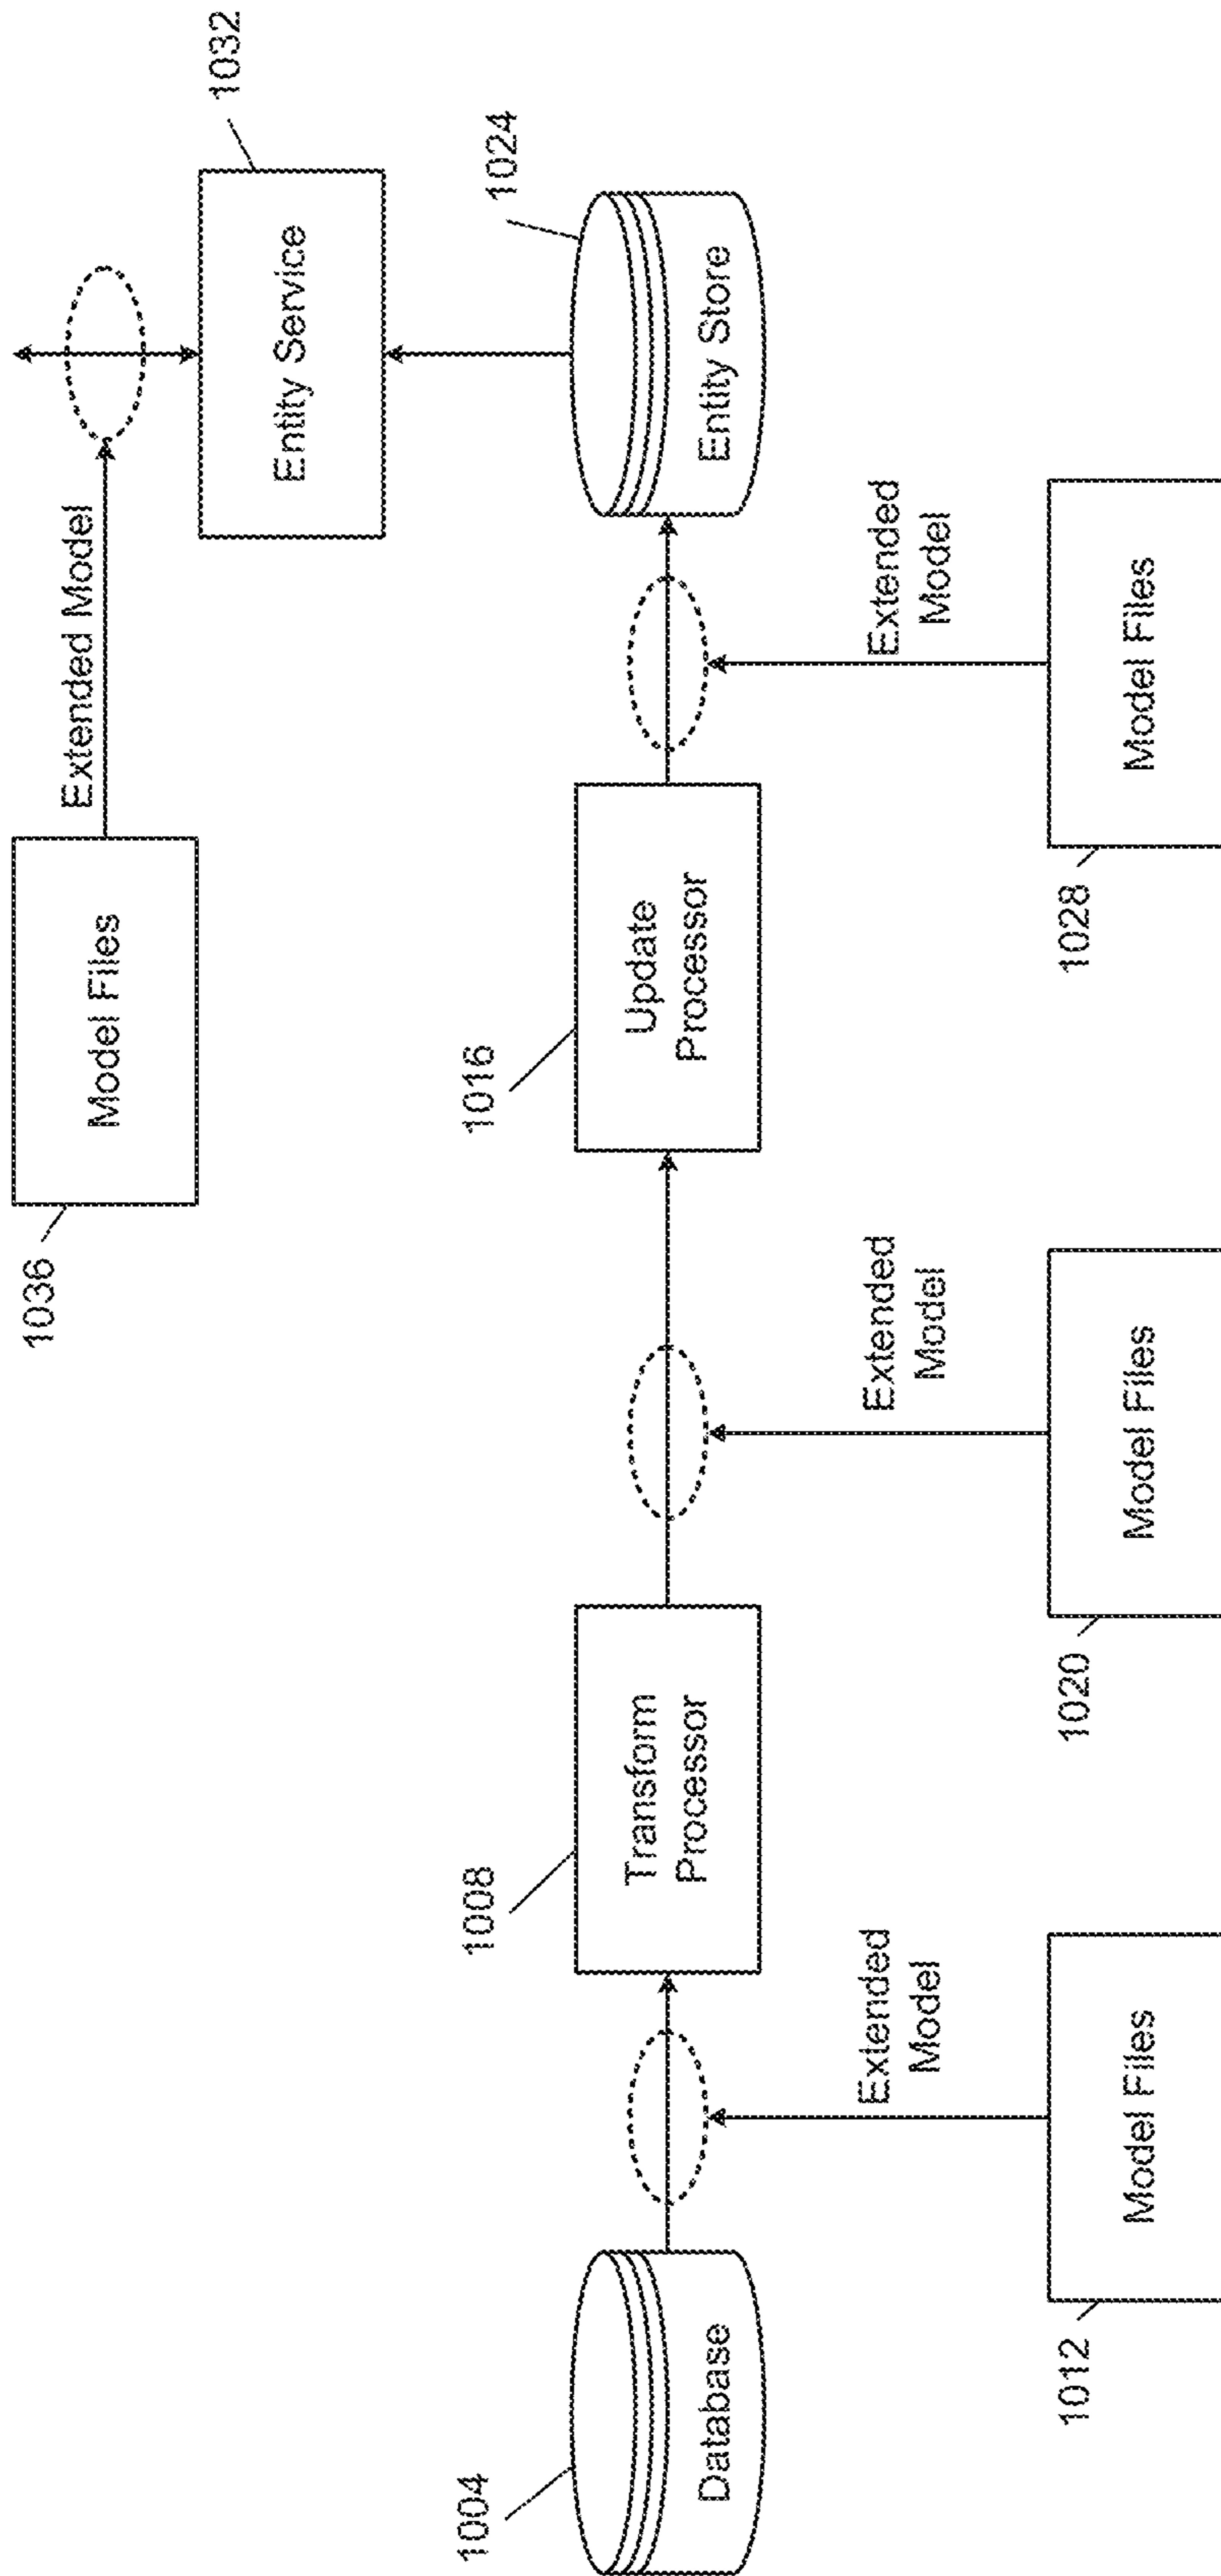 1036
Model Files
Extended Model
Entity Service
1032
1004
Database
1008
Transform
Processor
1016
Update
Processor
1024
Entity Store
Extended
Model
Extended
Model
Extended
Model
1012
Model Files
1020
Model Files
1028
Model Files